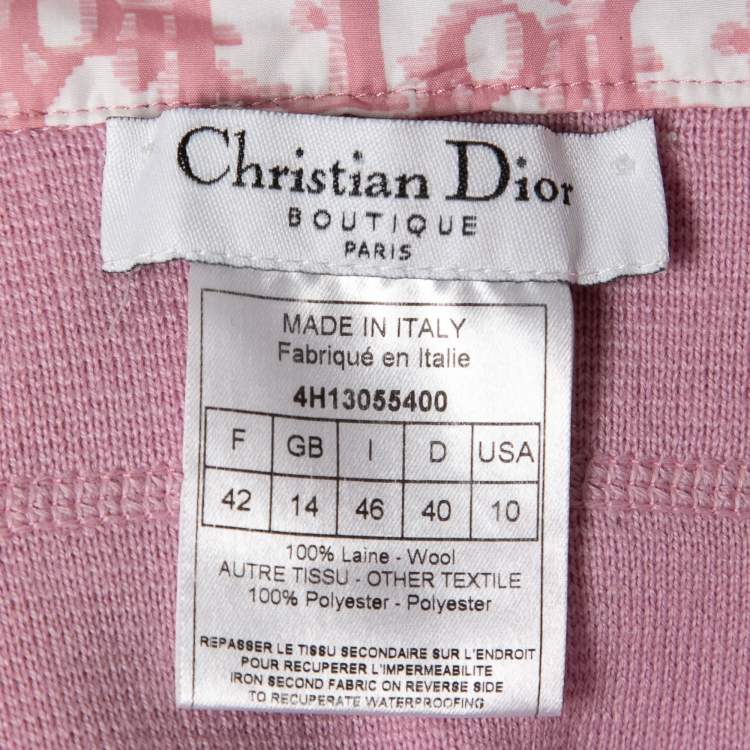 Christian Dior
BOUTIQUE
PARIS
MADE IN ITALY
Fabriqué en Italie
4H13055400
F GB I D USA
42 14 46 40 10
100% Laine - Wool
AUTRE TISSU - OTHER TEXTILE
100% Polyester - Polyester
REPASSER LE TISSU SECONDAIRE SUR L'ENDROIT
POUR RECUPERER L'IMPERMEABILITE
IRON SECOND FABRIC ON REVERSE SIDE
TO RECUPERATE WATERPROOFING